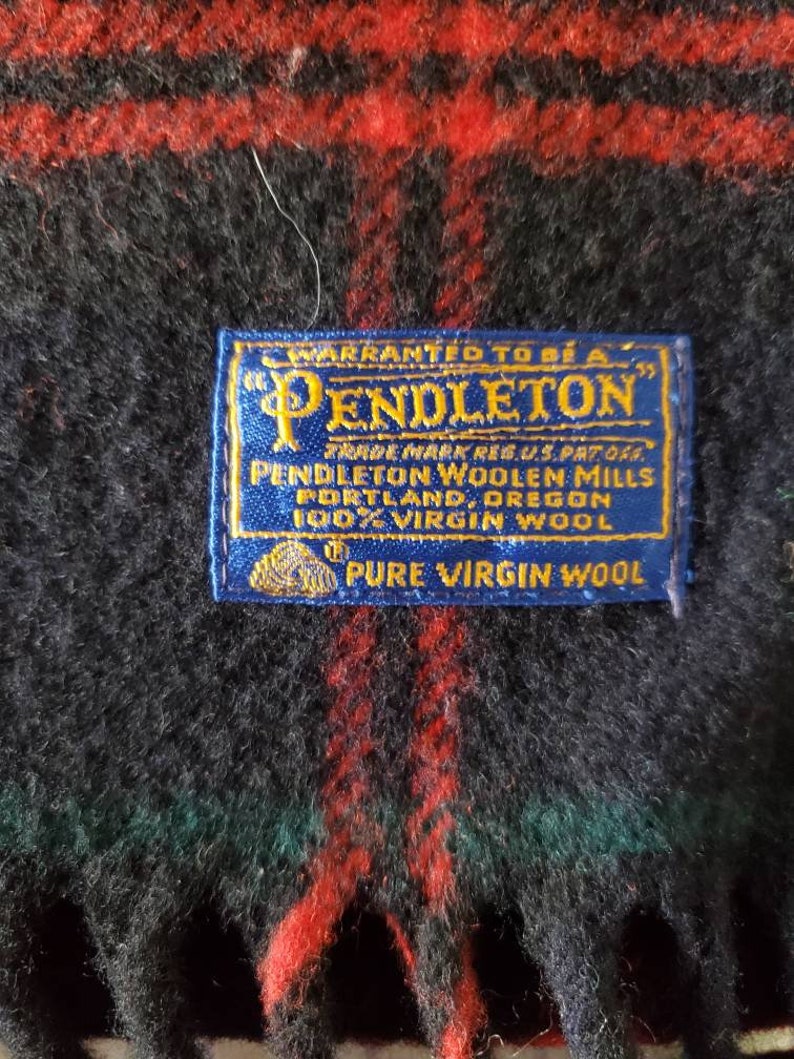 WARRANTED TO BE A
"PENDLETON"
TRADE MARK REG. U.S. PAT. OFF.
PENDLETON WOOLEN MILLS
PORTLAND, OREGON
100% VIRGIN WOOL
® PURE VIRGIN WOOL